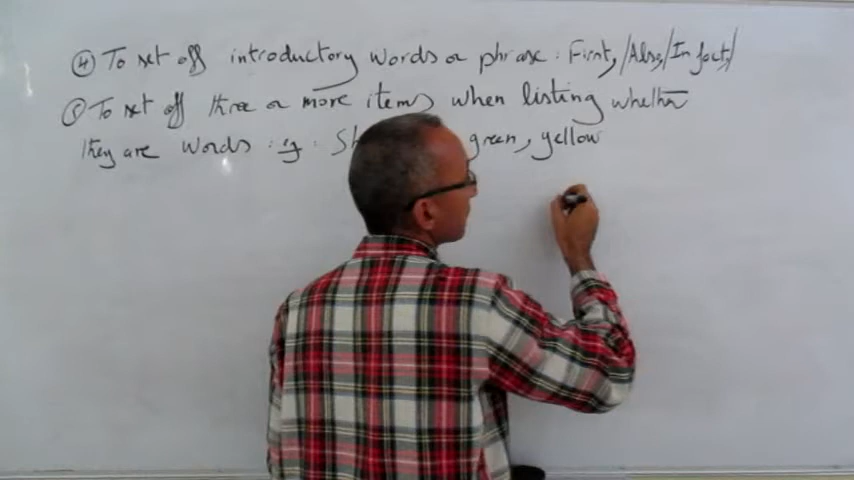 ④ To set off introductory words or phrase : First, /Also,/In fact,/
⑤ To set off three or more items when listing whether
they are words : eg : green, yellow